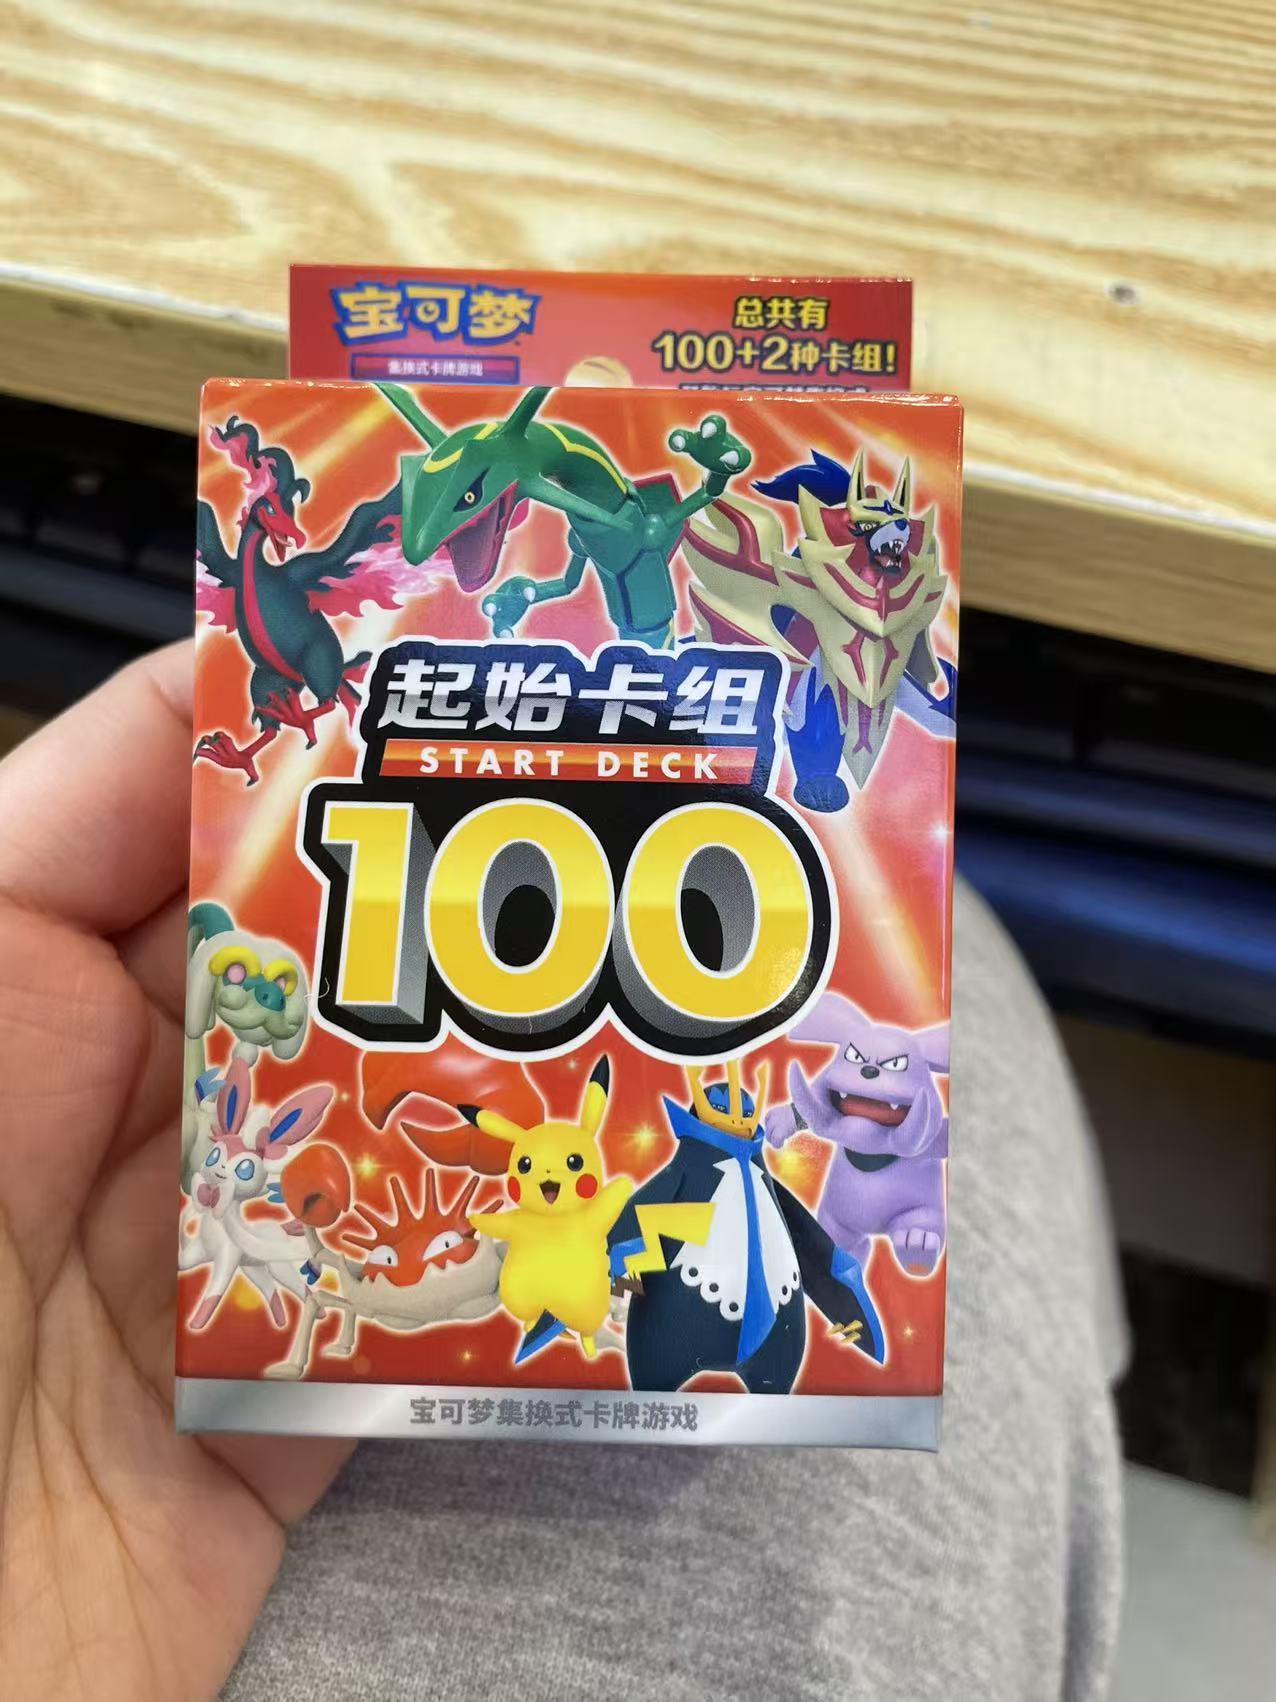 宝可梦
集换式卡牌游戏
总共有
100+2种卡组!
起始卡组
START DECK
100
宝可梦集换式卡牌游戏